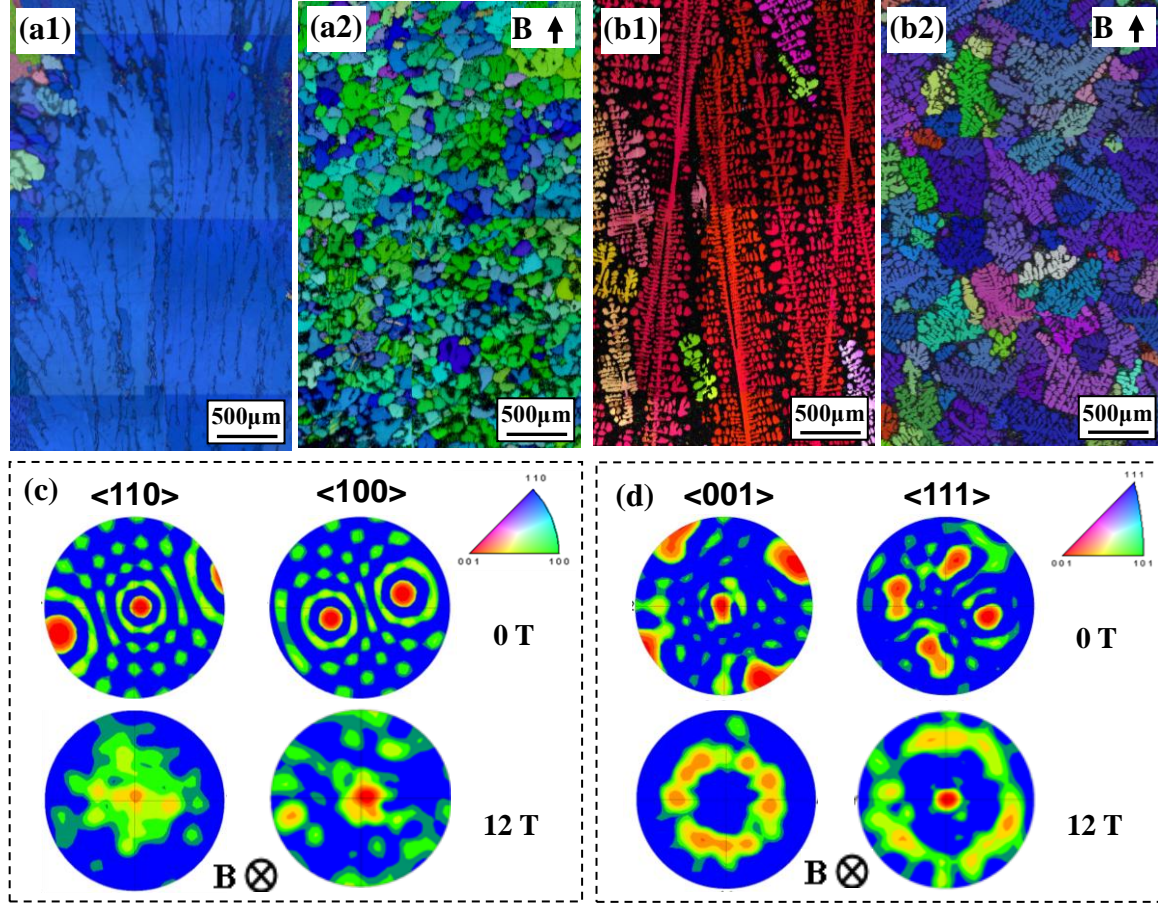 (a1)
(a2)
B
(b1)
(b2)
B
500μm
500μm
500μm
500μm
(c)
<110>
<100>
110
001
100
0 T
12 T
B
(d)
<001>
<111>
111
001
101
0 T
12 T
B